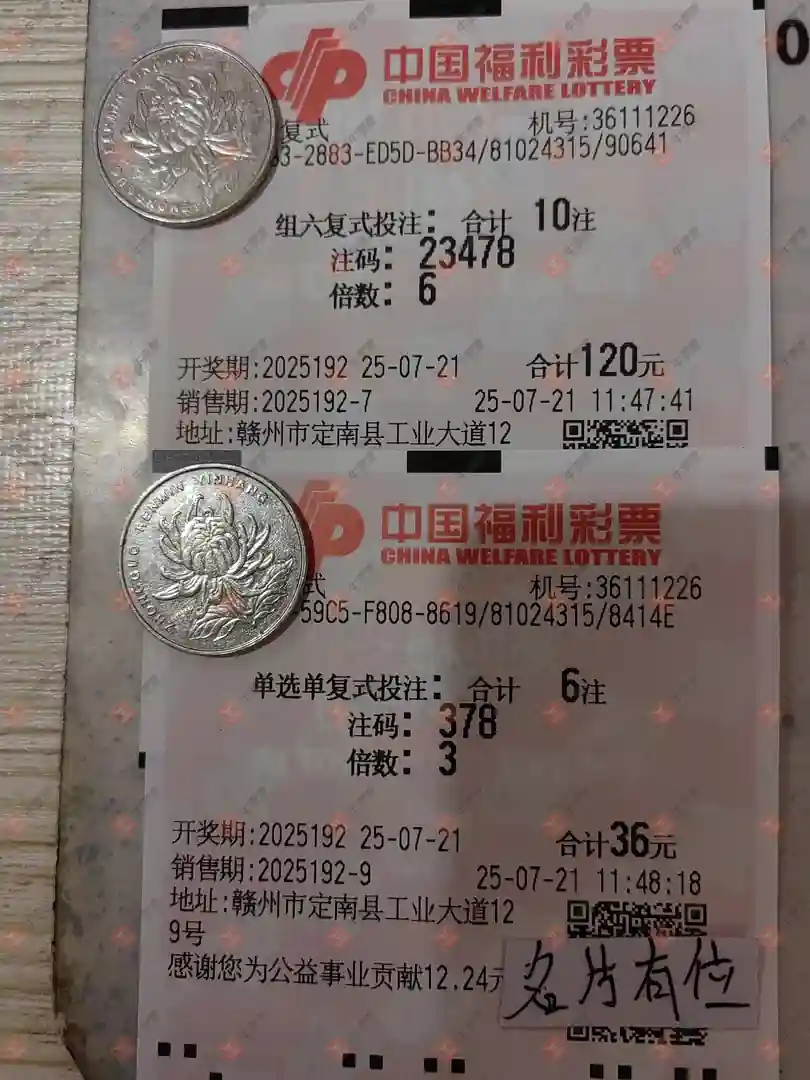 中国福利彩票
CHINA WELFARE LOTTERY
复式
机号:36111226
3-2883-ED5D-BB34/81024315/90641
组六复式投注: 合计 10注
注码: 23478
倍数: 6
开奖期:2025192 25-07-21 合计120元
销售期:2025192-7 25-07-21 11:47:41
地址:赣州市定南县工业大道12
中国福利彩票
CHINA WELFARE LOTTERY
式
机号:36111226
-59C5-F808-8619/81024315/8414E
单选单复式投注: 合计 6注
注码: 378
倍数: 3
开奖期:2025192 25-07-21 合计36元
销售期:2025192-9 25-07-21 11:48:18
地址:赣州市定南县工业大道12
9号
感谢您为公益事业贡献12.24元
名片有位
ZHONGGUO RENMIN YINHANG
0